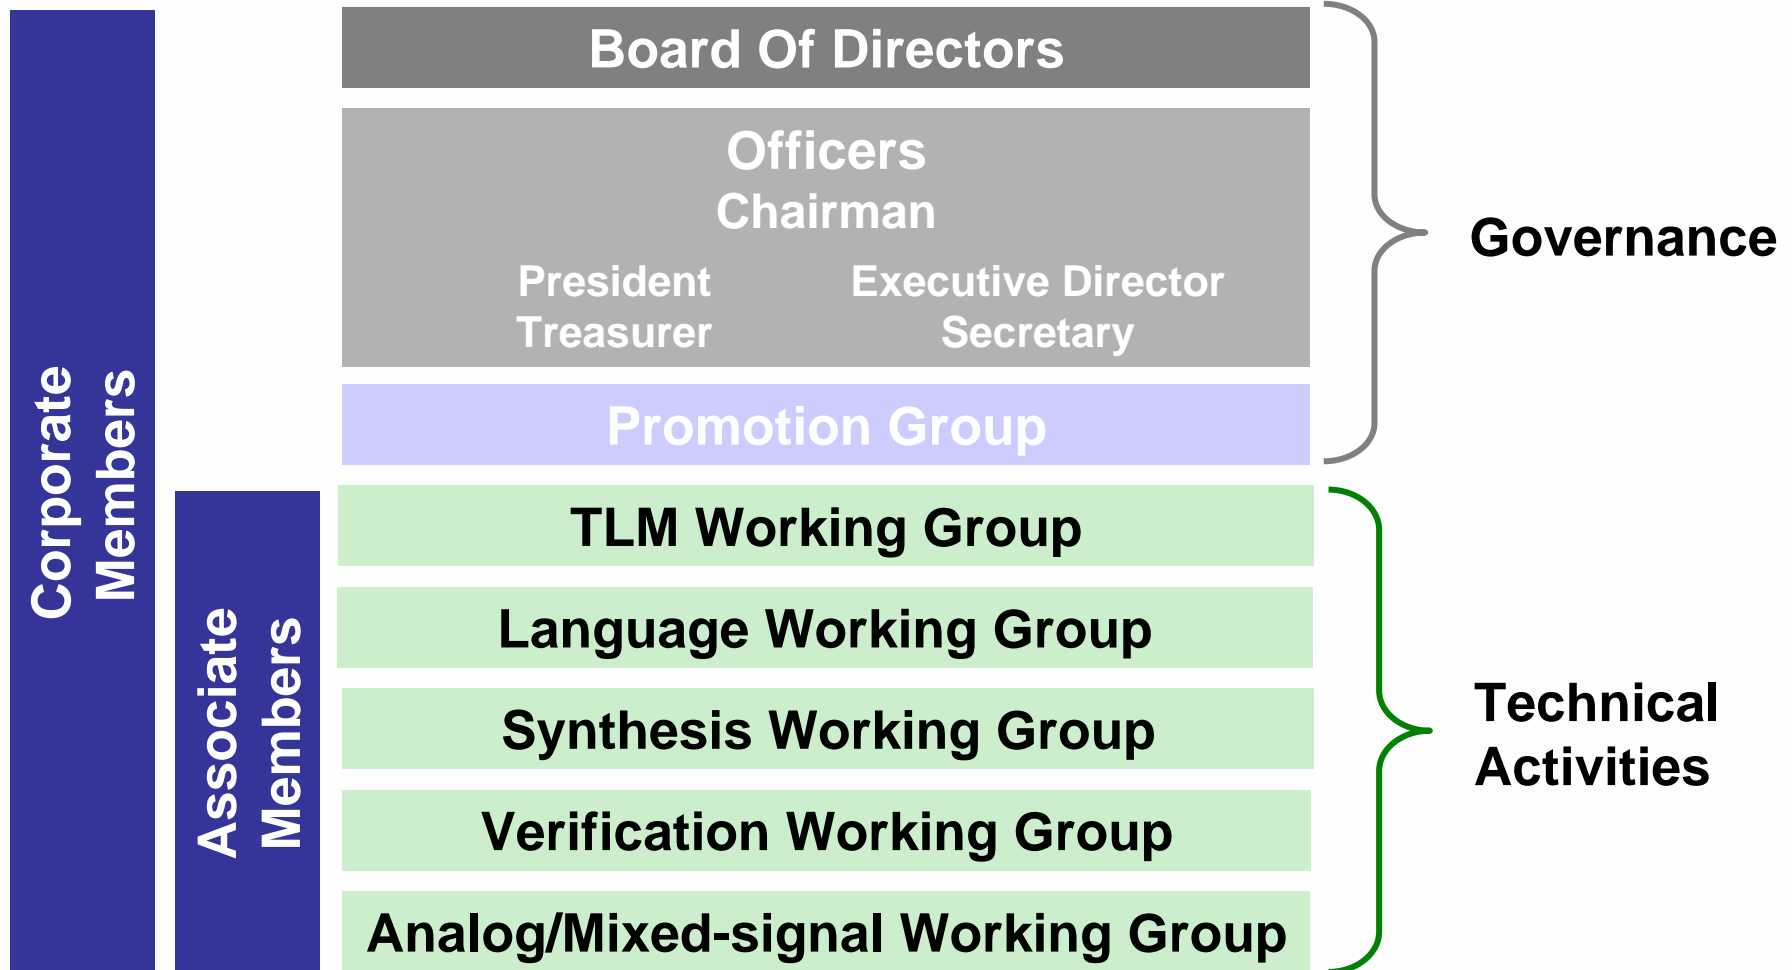 Board Of Directors
Officers
Chairman
President Executive Director
Treasurer Secretary
Promotion Group
Governance
Corporate
Members
Associate
Members
TLM Working Group
Language Working Group
Synthesis Working Group
Verification Working Group
Analog/Mixed-signal Working Group
Technical
Activities